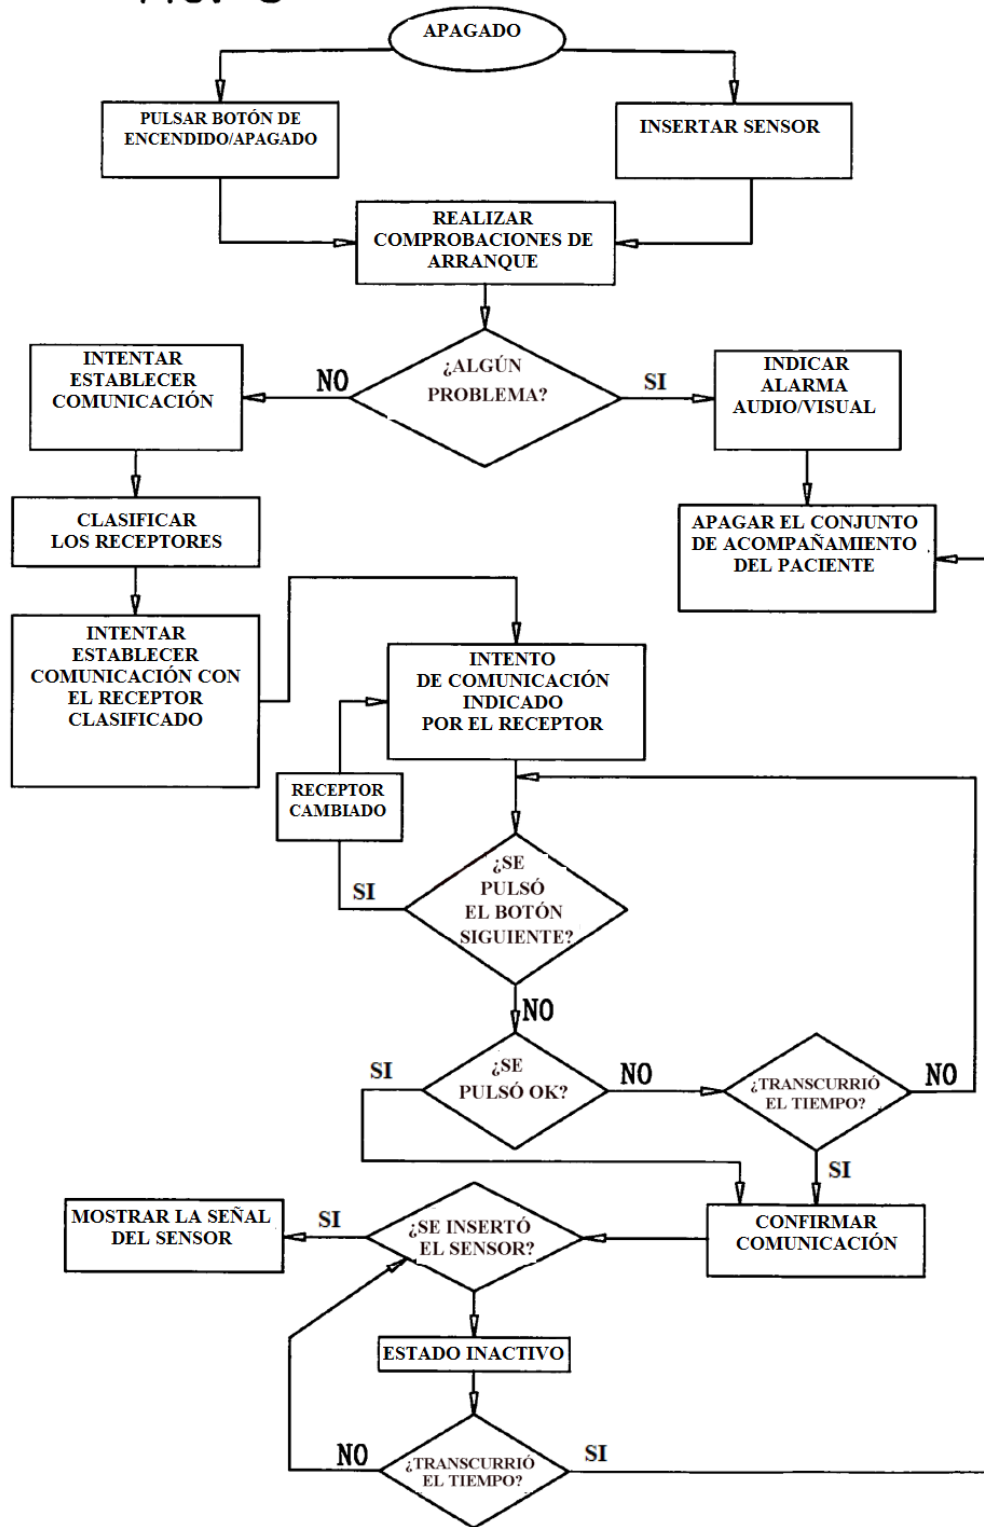 APAGADO
PULSAR BOTÓN DE
ENCENDIDO/APAGADO
INSERTAR SENSOR
REALIZAR
COMPROBACIONES DE
ARRANQUE
¿ALGÚN
PROBLEMA?
NO
SI
INTENTAR
ESTABLECER
COMUNICACIÓN
INDICAR
ALARMA
AUDIO/VISUAL
CLASIFICAR
LOS RECEPTORES
APAGAR EL CONJUNTO
DE ACOMPAÑAMIENTO
DEL PACIENTE
INTENTAR
ESTABLECER
COMUNICACIÓN CON
EL RECEPTOR
CLASIFICADO
INTENTO
DE COMUNICACIÓN
INDICADO
POR EL RECEPTOR
RECEPTOR
CAMBIADO
¿SE
PULSÓ
EL BOTÓN
SIGUIENTE?
SI
NO
¿SE
PULSÓ OK?
SI
NO
¿TRANSCURRIÓ
EL TIEMPO?
NO
SI
CONFIRMAR
COMUNICACIÓN
¿SE INSERTÓ
EL SENSOR?
SI
MOSTRAR LA SEÑAL
DEL SENSOR
ESTADO INACTIVO
¿TRANSCURRIÓ
EL TIEMPO?
NO
SI